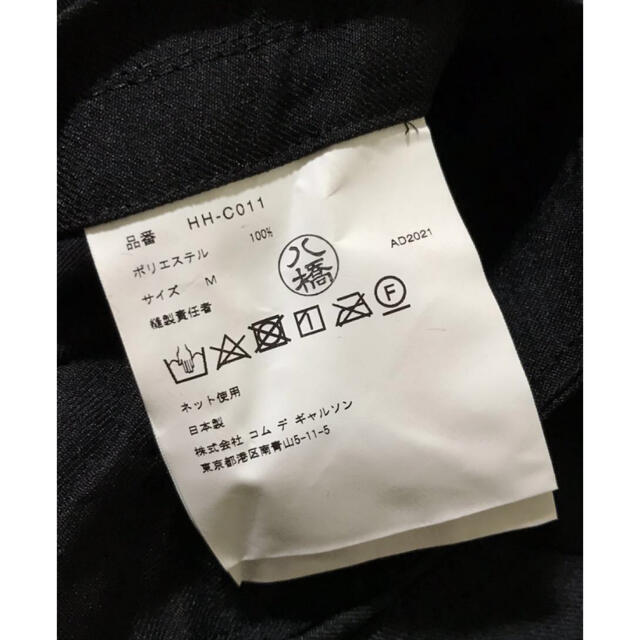 品番 HH-C011
ポリエステル 100%
サイズ M
縫製責任者
八橋
AD2021
F
ネット使用
日本製
株式会社 コム デ ギャルソン
東京都港区南青山5-11-5